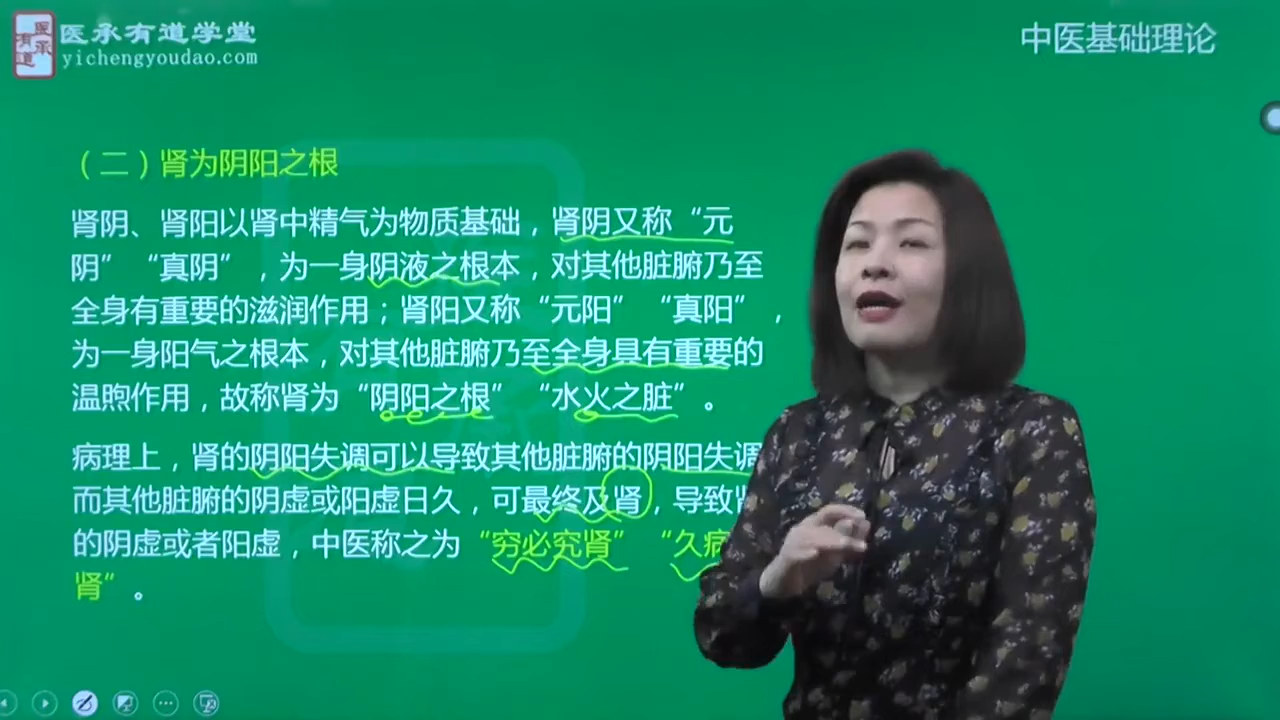 医承有道
医承有道学堂
yichengyoudao.com
中医基础理论
（二）肾为阴阳之根
肾阴、肾阳以肾中精气为物质基础，肾阴又称“元
阴”“真阴”，为一身阴液之根本，对其他脏腑乃至
全身有重要的滋润作用；肾阳又称“元阳”“真阳”，
为一身阳气之根本，对其他脏腑乃至全身具有重要的
温煦作用，故称肾为“阴阳之根”“水火之脏”。
病理上，肾的阴阳失调可以导致其他脏腑的阴阳失调
而其他脏腑的阴虚或阳虚日久，可最终及肾，导致
的阴虚或者阳虚，中医称之为“穷必究肾”“久病
肾”。